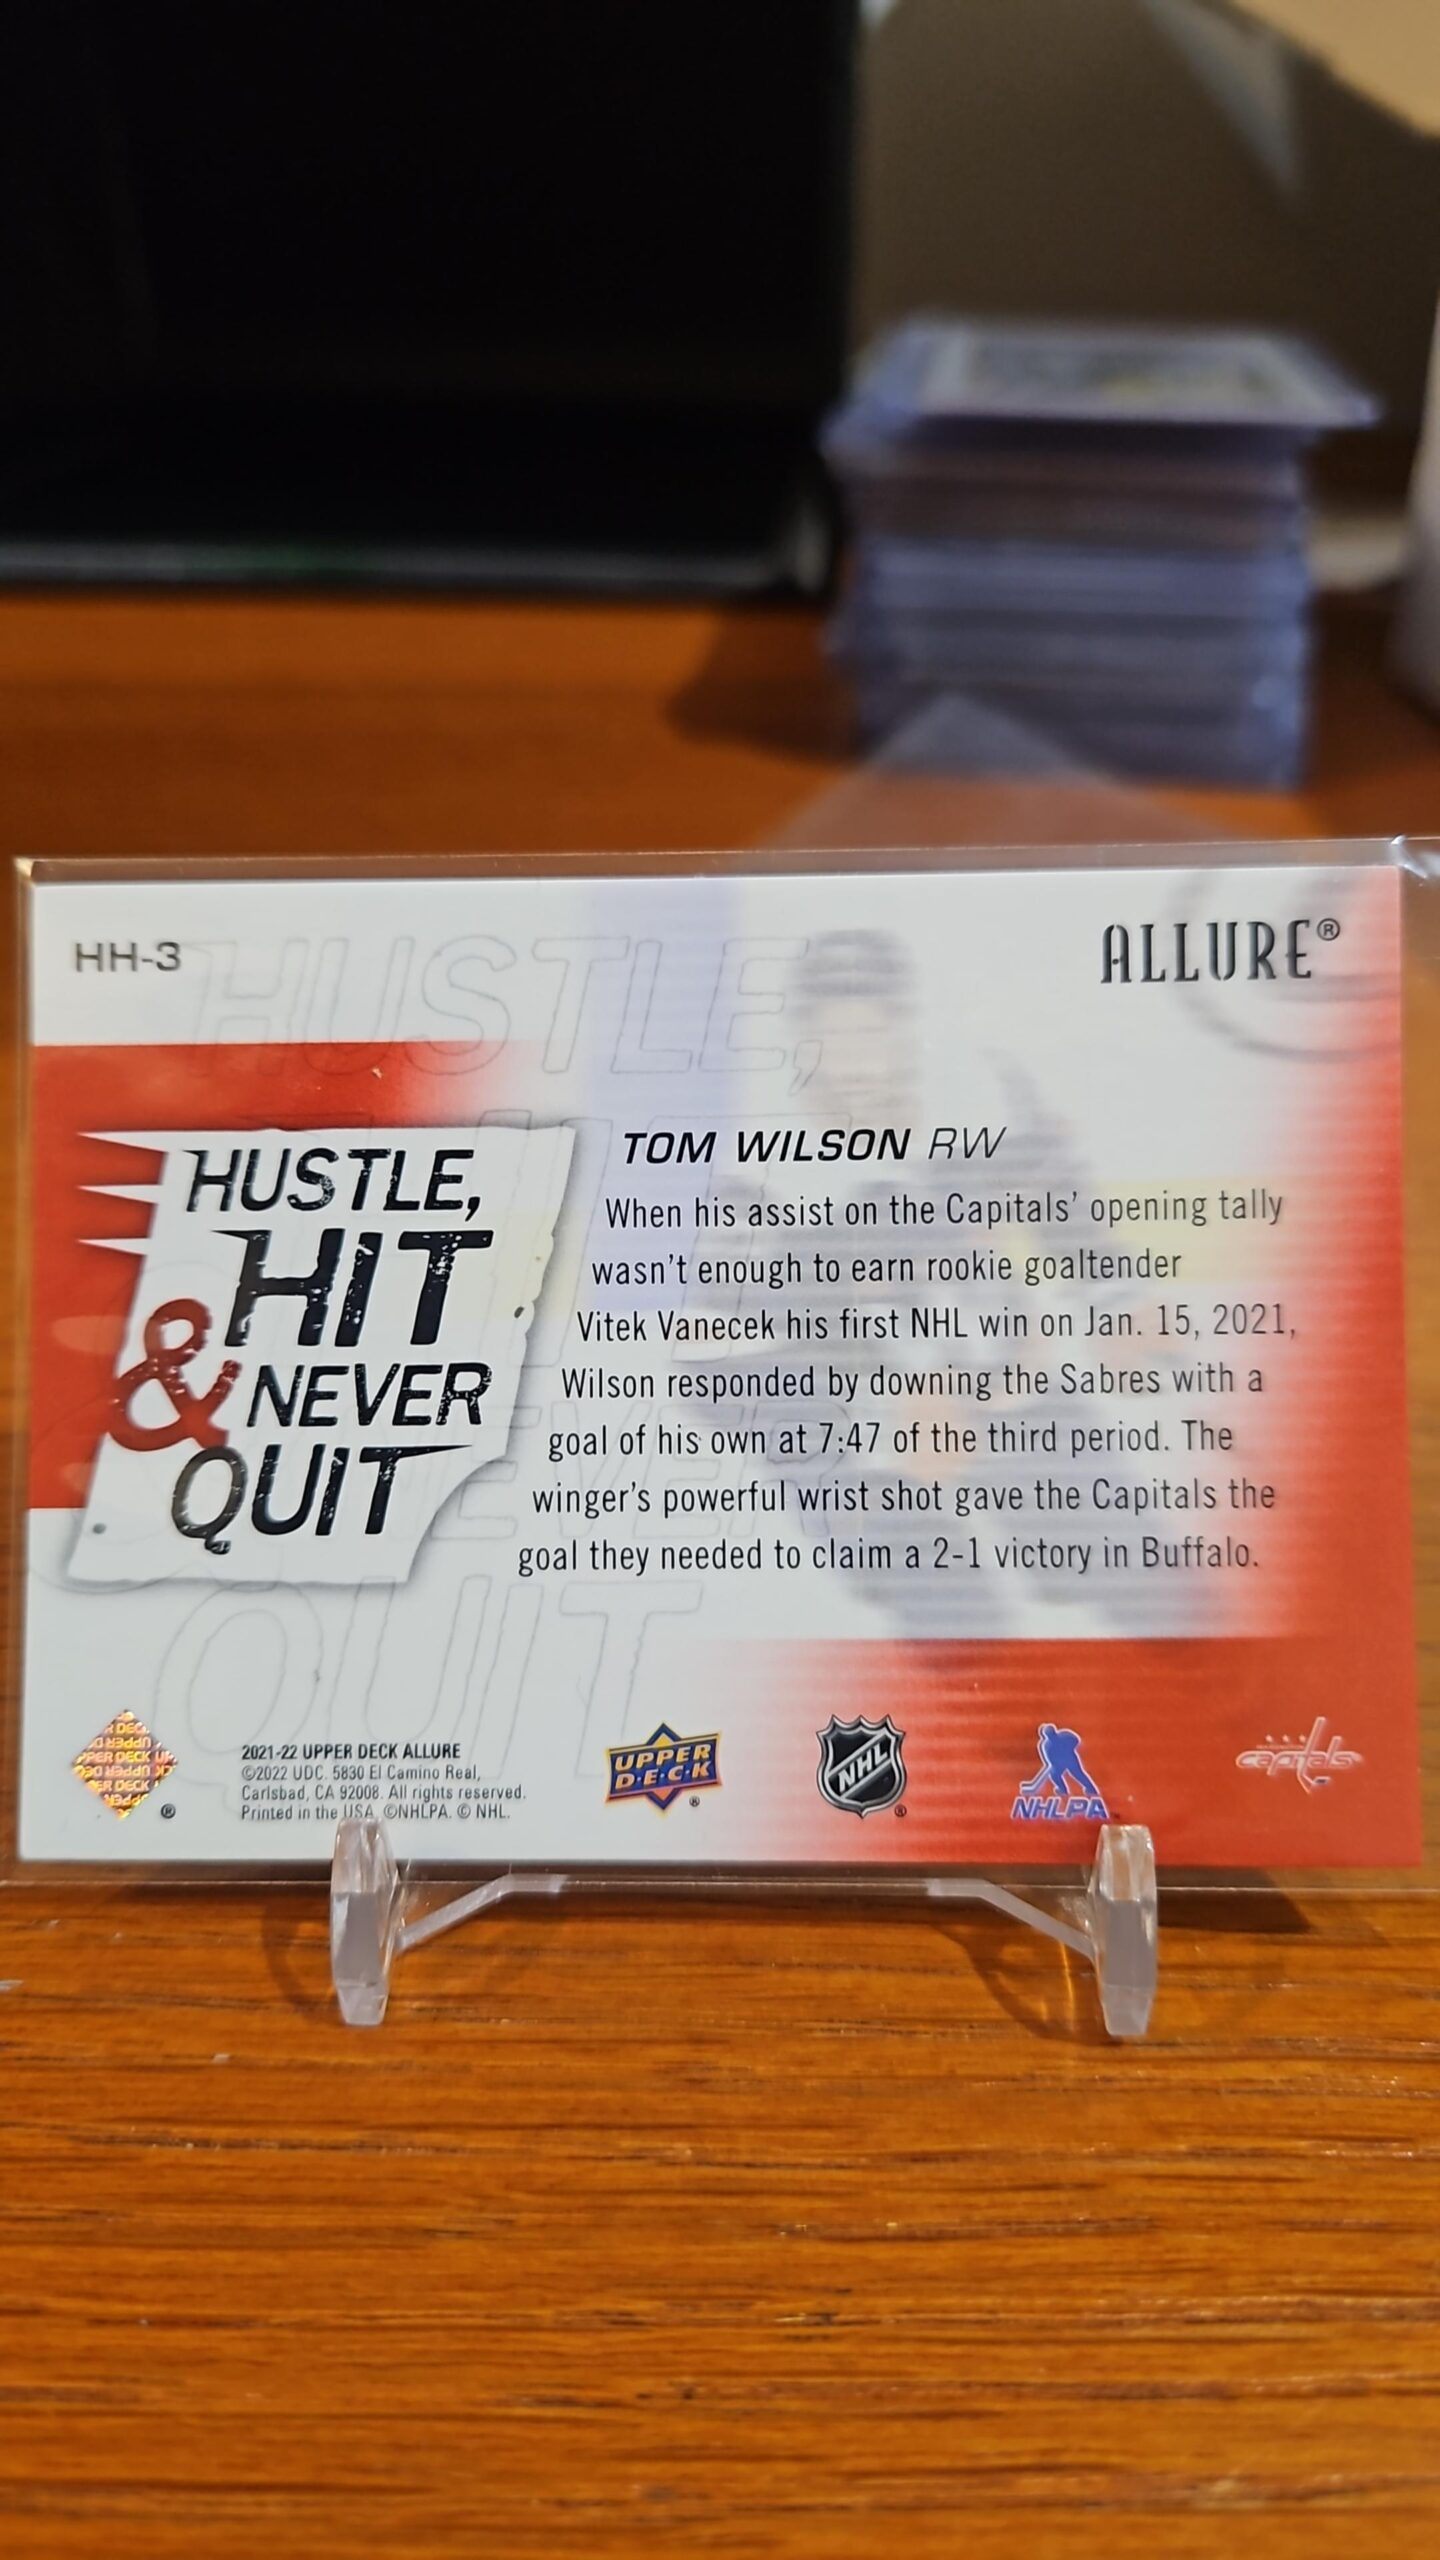 HH-3
ALLURE®
HUSTLE,
HIT
& NEVER
QUIT
HUSTLE,
HIT
& NEVER
QUIT
TOM WILSON RW
When his assist on the Capitals’ opening tally
wasn’t enough to earn rookie goaltender
Vitek Vanecek his first NHL win on Jan. 15, 2021,
Wilson responded by downing the Sabres with a
goal of his own at 7:47 of the third period. The
winger’s powerful wrist shot gave the Capitals the
goal they needed to claim a 2-1 victory in Buffalo.
UPPER DECK
®
2021-22 UPPER DECK ALLURE
©2022 UDC. 5830 El Camino Real,
Carlsbad, CA 92008. All rights reserved.
Printed in the USA. ©NHLPA. © NHL.
UPPER
D·E·C·K
®
NHL
®
NHLPA
capitals